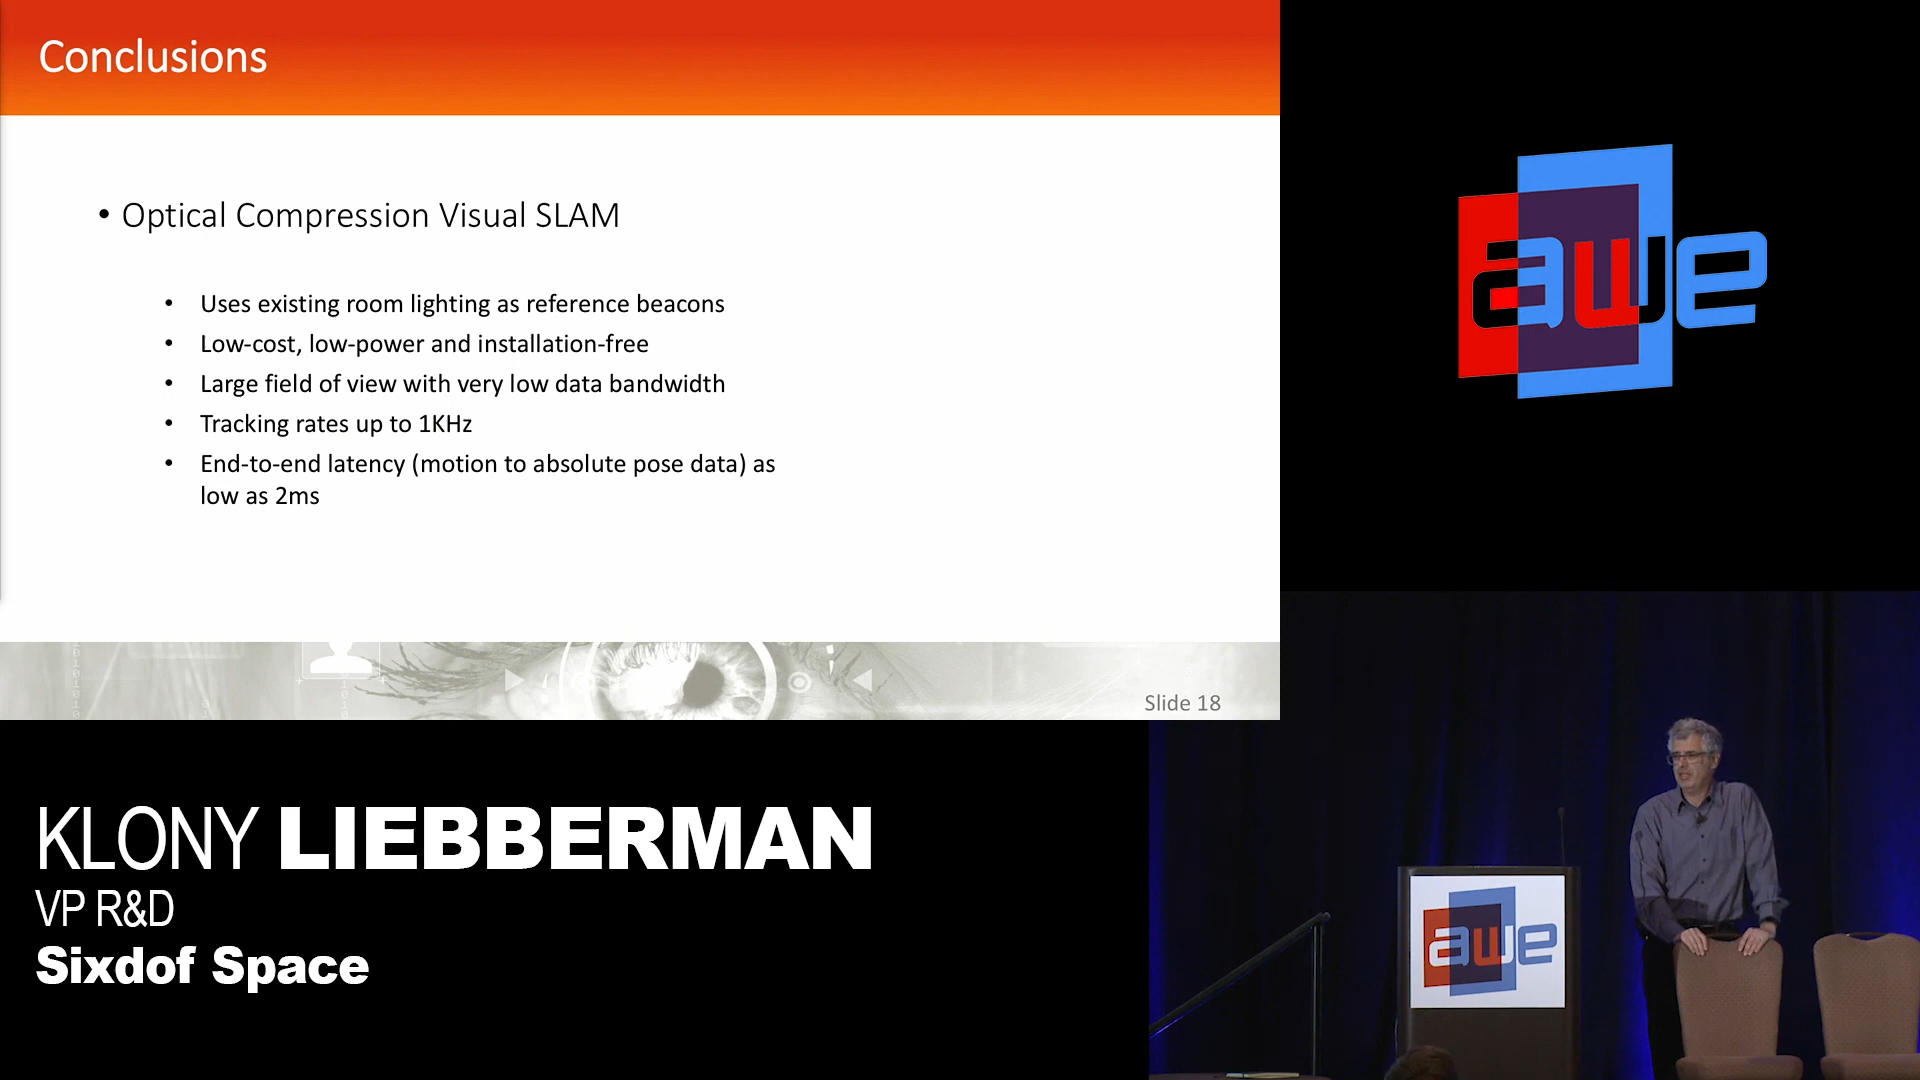 Conclusions
• Optical Compression Visual SLAM
• Uses existing room lighting as reference beacons
• Low-cost, low-power and installation-free
• Large field of view with very low data bandwidth
• Tracking rates up to 1KHz
• End-to-end latency (motion to absolute pose data) as
low as 2ms
Slide 18
awe
KLONY LIEBBERMAN
VP R&D
Sixdof Space
awe